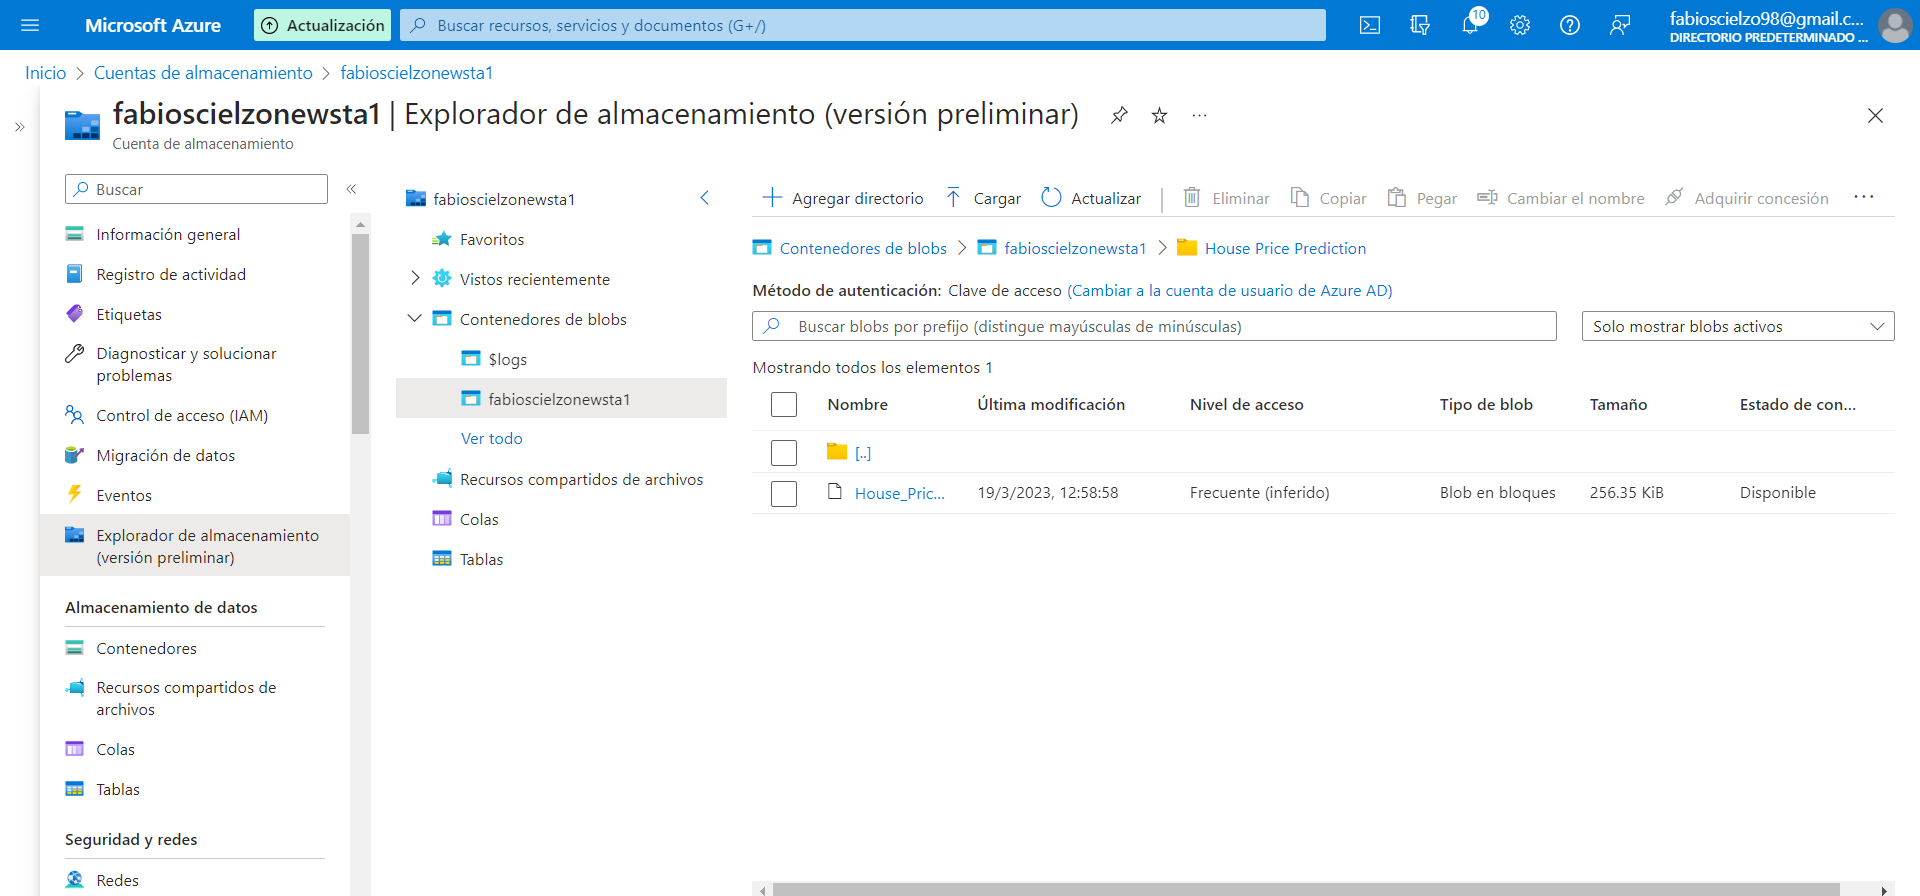 Microsoft Azure
Actualización
Buscar recursos, servicios y documentos (G+/)
10
fabioscielzo98@gmail.c...
DIRECTORIO PREDETERMINADO ...
Inicio > Cuentas de almacenamiento > fabioscielzonewsta1
fabioscielzonewsta1 | Explorador de almacenamiento (versión preliminar)
Cuenta de almacenamiento
Buscar
Información general
Registro de actividad
Etiquetas
Diagnosticar y solucionar
problemas
Control de acceso (IAM)
Migración de datos
Eventos
Explorador de almacenamiento
(versión preliminar)
Almacenamiento de datos
Contenedores
Recursos compartidos de
archivos
Colas
Tablas
Seguridad y redes
Redes
fabioscielzonewsta1
Favoritos
Vistos recientemente
Contenedores de blobs
$logs
fabioscielzonewsta1
Ver todo
Recursos compartidos de archivos
Colas
Tablas
Agregar directorio Cargar Actualizar | Eliminar Copiar Pegar Cambiar el nombre Adquirir concesión ...
Contenedores de blobs > fabioscielzonewsta1 > House Price Prediction
Método de autenticación: Clave de acceso (Cambiar a la cuenta de usuario de Azure AD)
Buscar blobs por prefijo (distingue mayúsculas de minúsculas)
Solo mostrar blobs activos
Mostrando todos los elementos 1
Nombre Última modificación Nivel de acceso Tipo de blob Tamaño Estado de con...
[..]
House_Pric... 19/3/2023, 12:58:58 Frecuente (inferido) Blob en bloques 256.35 KiB Disponible